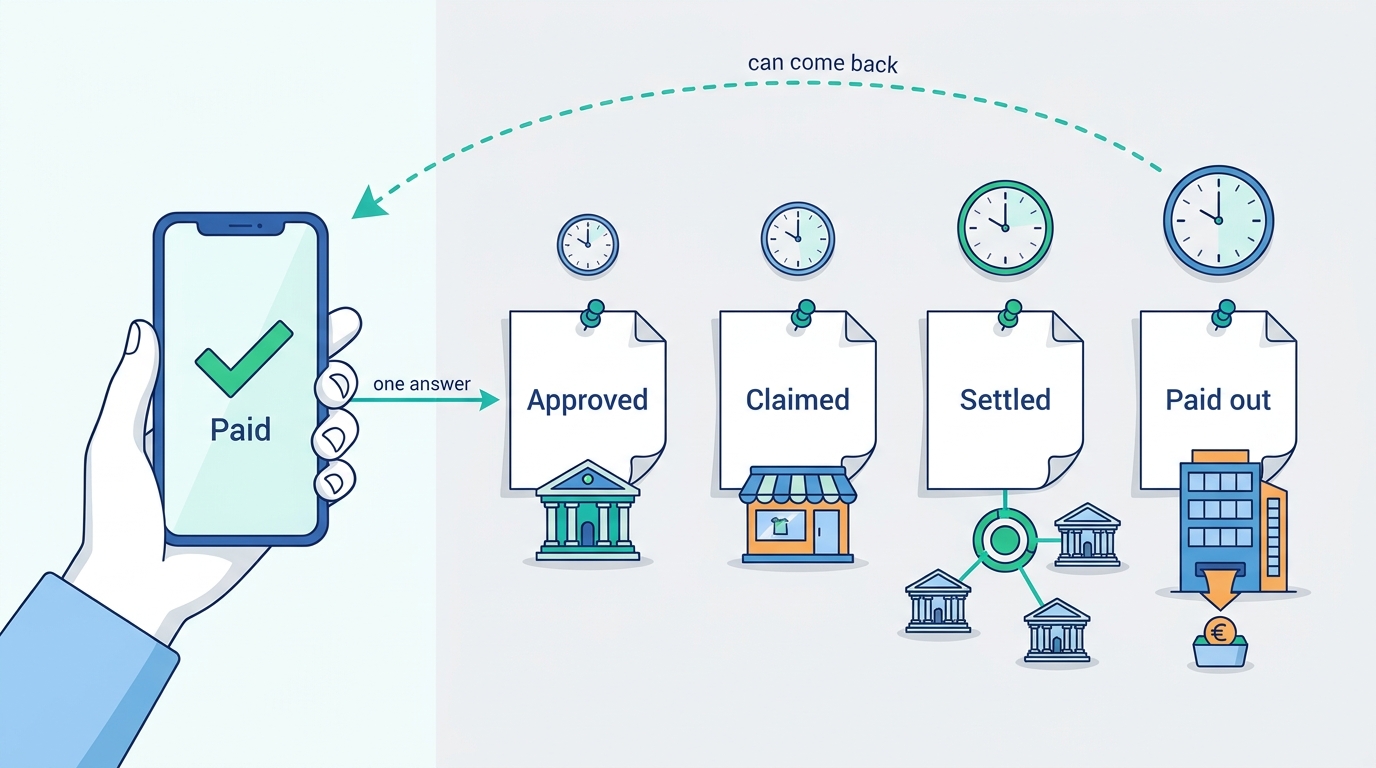 can come back
Paid
one answer
Approved
Claimed
Settled
Paid out
€